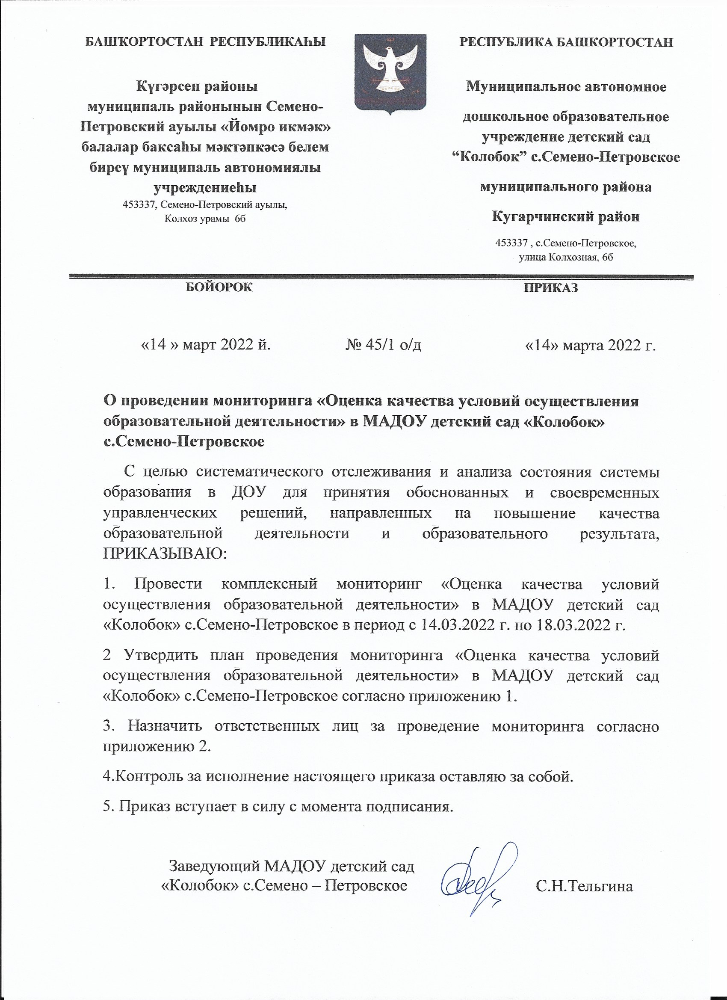 БАШҠОРТОСТАН РЕСПУБЛИКАҺЫ
Күгәрсен районы
муниципаль районынын Семено-
Петровский ауылы «Йомро икмәк»
балалар баксаһы мәктәпкәсә белем
биреү муниципаль автономиялы
учреждениеһы
453337, Семено-Петровский ауылы,
Колхоз урамы 6б
РЕСПУБЛИКА БАШКОРТОСТАН
Муниципальное автономное
дошкольное образовательное
учреждение детский сад
“Колобок” с.Семено-Петровское
муниципального района
Кугарчинский район
453337 , с.Семено-Петровское,
улица Колхозная, 6б
БОЙОРОК ПРИКАЗ
«14 » март 2022 й. № 45/1 о/д «14» марта 2022 г.
О проведении мониторинга «Оценка качества условий осуществления
образовательной деятельности» в МАДОУ детский сад «Колобок»
с.Семено-Петровское
С целью систематического отслеживания и анализа состояния системы
образования в ДОУ для принятия обоснованных и своевременных
управленческих решений, направленных на повышение качества
образовательной деятельности и образовательного результата,
ПРИКАЗЫВАЮ:
1. Провести комплексный мониторинг «Оценка качества условий
осуществления образовательной деятельности» в МАДОУ детский сад
«Колобок» с.Семено-Петровское в период с 14.03.2022 г. по 18.03.2022 г.
2 Утвердить план проведения мониторинга «Оценка качества условий
осуществления образовательной деятельности» в МАДОУ детский сад
«Колобок» с.Семено-Петровское согласно приложению 1.
3. Назначить ответственных лиц за проведение мониторинга согласно
приложению 2.
4.Контроль за исполнение настоящего приказа оставляю за собой.
5. Приказ вступает в силу с момента подписания.
Заведующий МАДОУ детский сад
«Колобок» с.Семено – Петровское С.Н.Тельгина